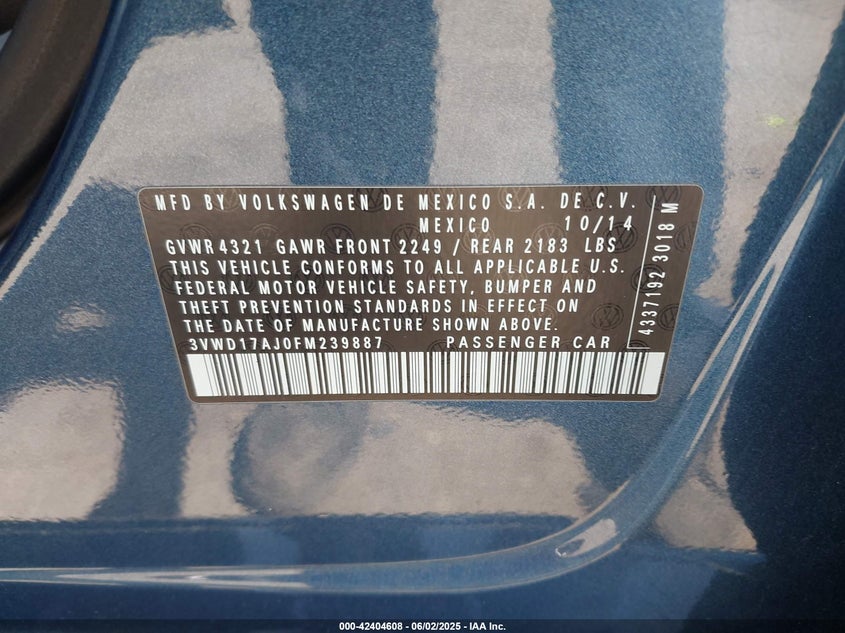 MFD BY VOLKSWAGEN DE MEXICO S.A. DE C.V.
MEXICO 10/14
GVWR 4321 GAWR FRONT 2249 / REAR 2183 LBS
THIS VEHICLE CONFORMS TO ALL APPLICABLE U.S.
FEDERAL MOTOR VEHICLE SAFETY, BUMPER AND
THEFT PREVENTION STANDARDS IN EFFECT ON
THE DATE OF MANUFACTURE SHOWN ABOVE.
3VWD17AJ0FM239887 PASSENGER CAR
4337192 3018 M
000-42404608 - 06/02/2025 - IAA Inc.